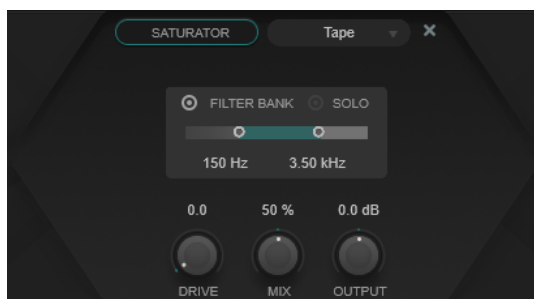 SATURATOR Tape
FILTER BANK SOLO
150 Hz 3.50 kHz
0.0 50 % 0.0 dB
DRIVE MIX OUTPUT